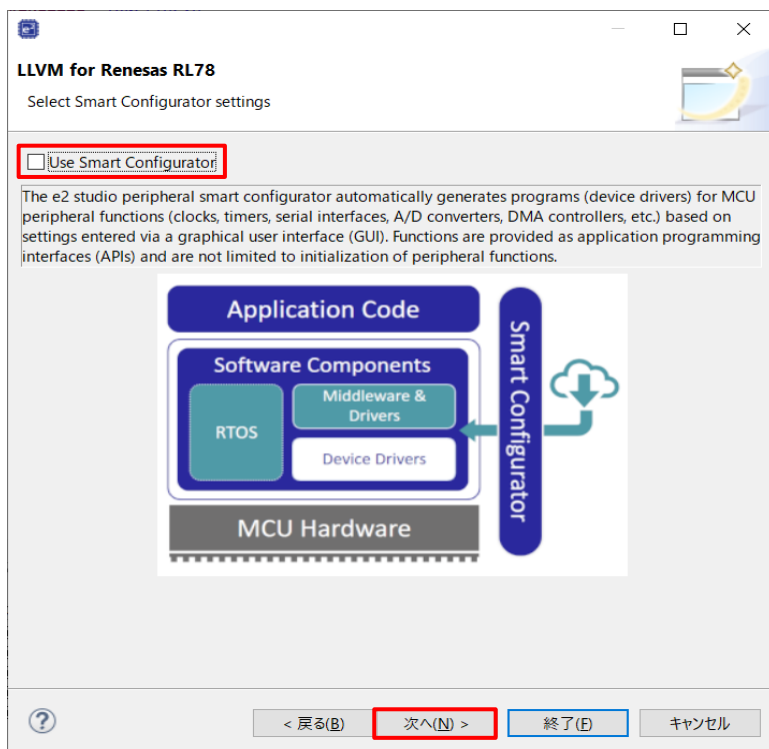 LLVM for Renesas RL78
Select Smart Configurator settings
Use Smart Configurator
The e2 studio peripheral smart configurator automatically generates programs (device drivers) for MCU
peripheral functions (clocks, timers, serial interfaces, A/D converters, DMA controllers, etc.) based on
settings entered via a graphical user interface (GUI). Functions are provided as application programming
interfaces (APIs) and are not limited to initialization of peripheral functions.
Application Code
Software Components
RTOS
Middleware &
Drivers
Device Drivers
MCU Hardware
Smart Configurator
< 戻る(B)
次へ(N) >
終了(F)
キャンセル